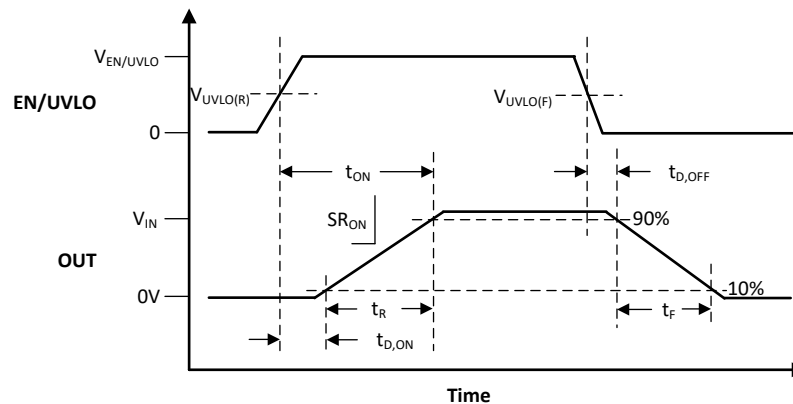 V_EN/UVLO
V_UVLO(R)
V_UVLO(F)
EN/UVLO
0
t_ON
t_D,OFF
V_IN
SR_ON
90%
OUT
0V
10%
t_R
t_F
t_D,ON
Time